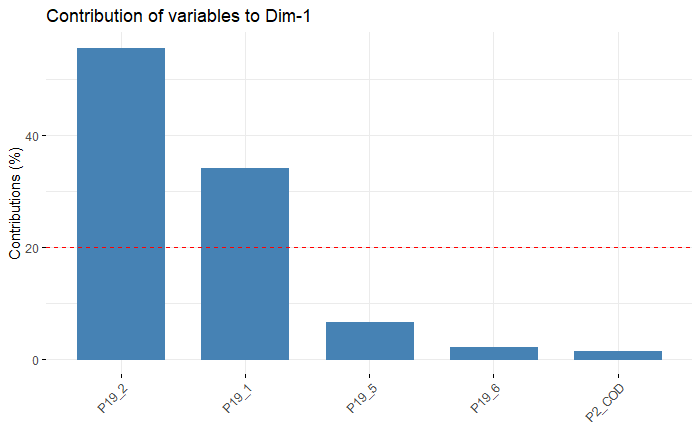 Contribution of variables to Dim-1
Contributions (%)
40
20
0
P19_2
P19_1
P19_5
P19_6
P2_COD